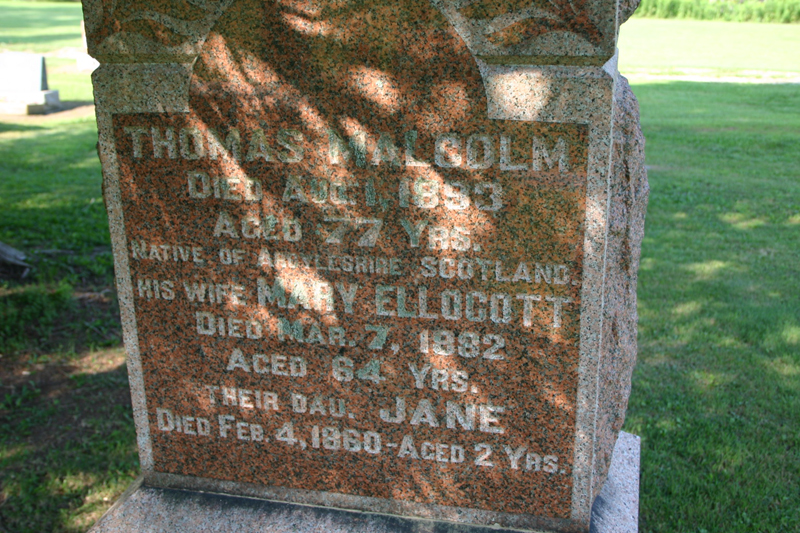 THOMAS MALCOLM
DIED AUG. 1, 1893
AGED 77 YRS.
NATIVE OF ARGYLESHIRE SCOTLAND.
HIS WIFE MARY ELLOCOTT
DIED MAR. 7, 1892
AGED 64 YRS.
THEIR DAU. JANE
DIED FEB. 4, 1860 - AGED 2 YRS.